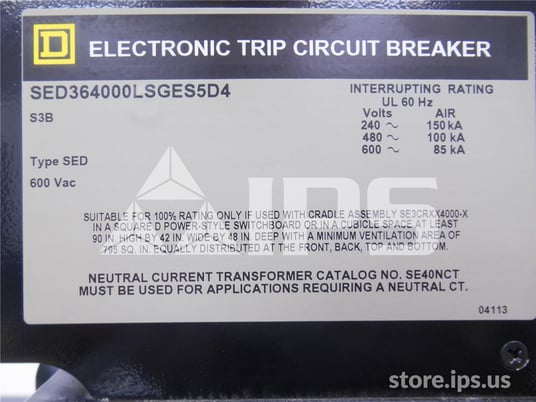 D ELECTRONIC TRIP CIRCUIT BREAKER
SED364000LSGES5D4
S3B
Type SED
600 Vac
INTERRUPTING RATING
UL 60 Hz
Volts AIR
240 ~ 150 kA
480 ~ 100 kA
600 ~ 85 kA
IPS
SUITABLE FOR 100% RATING ONLY IF USED WITH CRADLE ASSEMBLY SE3CRXX4000-X
IN A SQUARE D POWER-STYLE SWITCHBOARD OR IN A CUBICLE SPACE AT LEAST
90 IN. HIGH BY 42 IN. WIDE BY 48 IN. DEEP WITH A MINIMUM VENTILATION AREA OF
795 SQ. IN. EQUALLY DISTRIBUTED AT THE FRONT, BACK, TOP AND BOTTOM.
NEUTRAL CURRENT TRANSFORMER CATALOG NO. SE40NCT
MUST BE USED FOR APPLICATIONS REQUIRING A NEUTRAL CT.
04113
store.ips.us